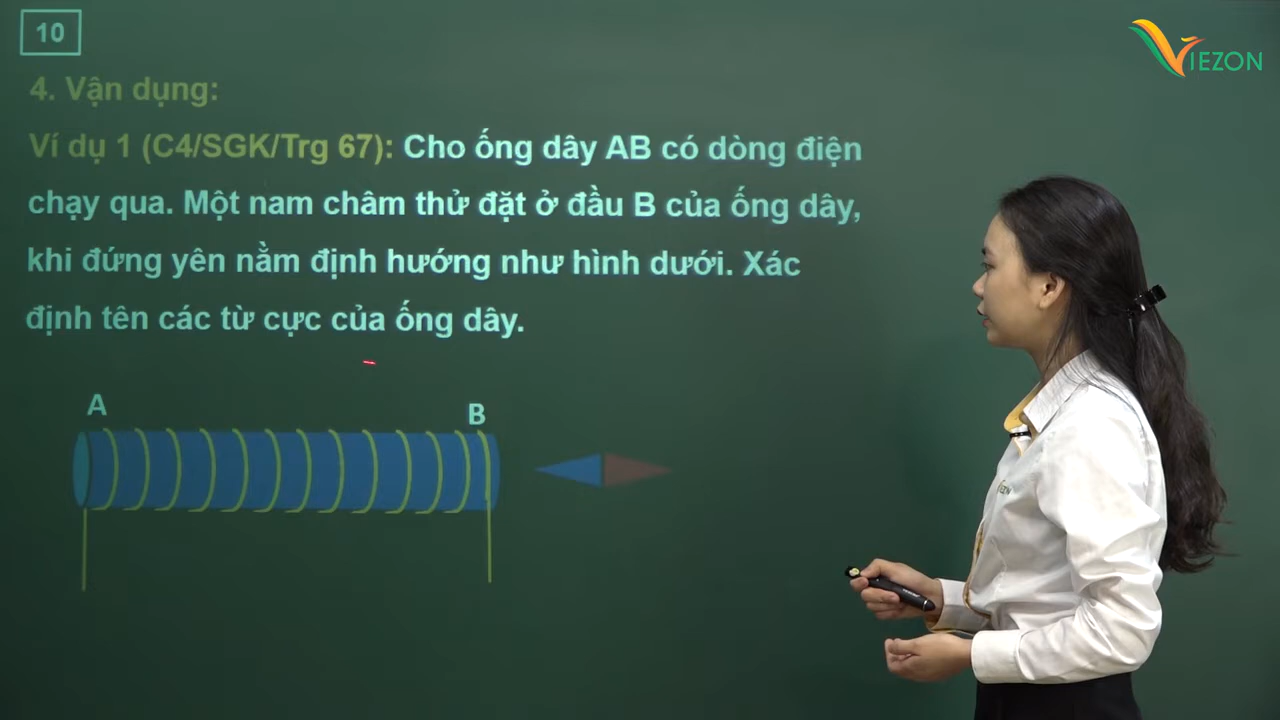 10
VIEZON
4. Vận dụng:
Ví dụ 1 (C4/SGK/Trg 67): Cho ống dây AB có dòng điện
chạy qua. Một nam châm thử đặt ở đầu B của ống dây,
khi đứng yên nằm định hướng như hình dưới. Xác
định tên các từ cực của ống dây.
A
B